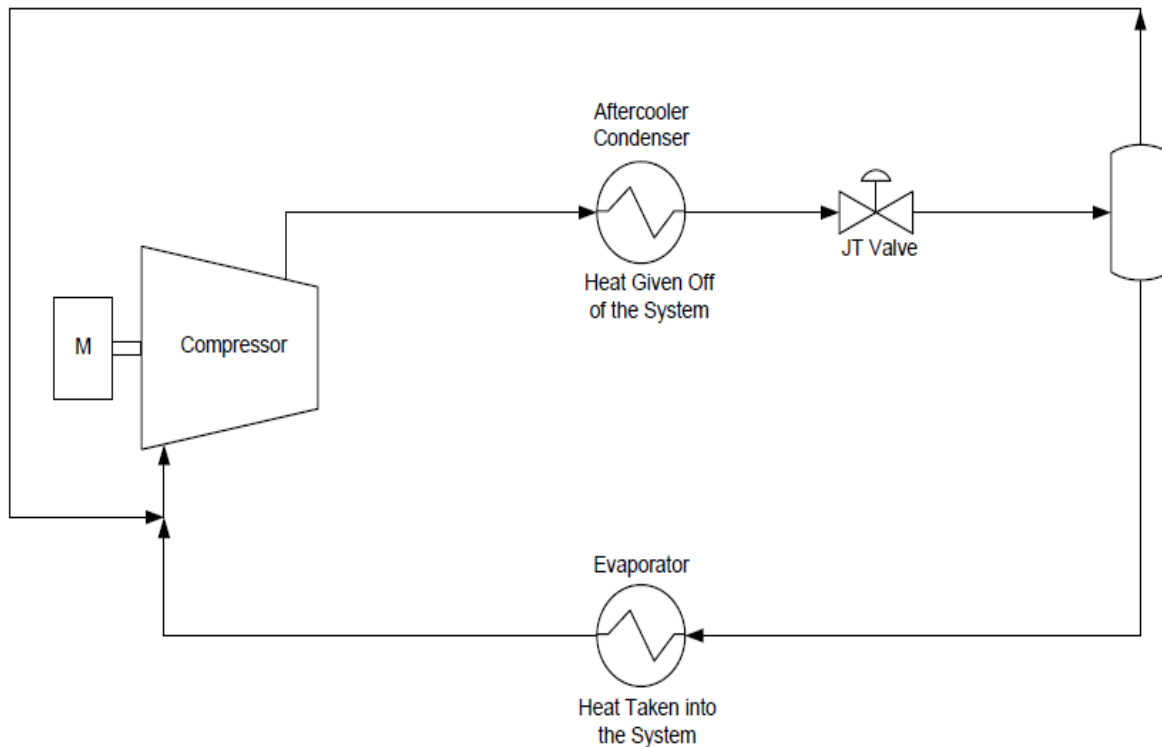 Aftercooler
Condenser
JT Valve
Heat Given Off
of the System
M
Compressor
Evaporator
Heat Taken into
the System